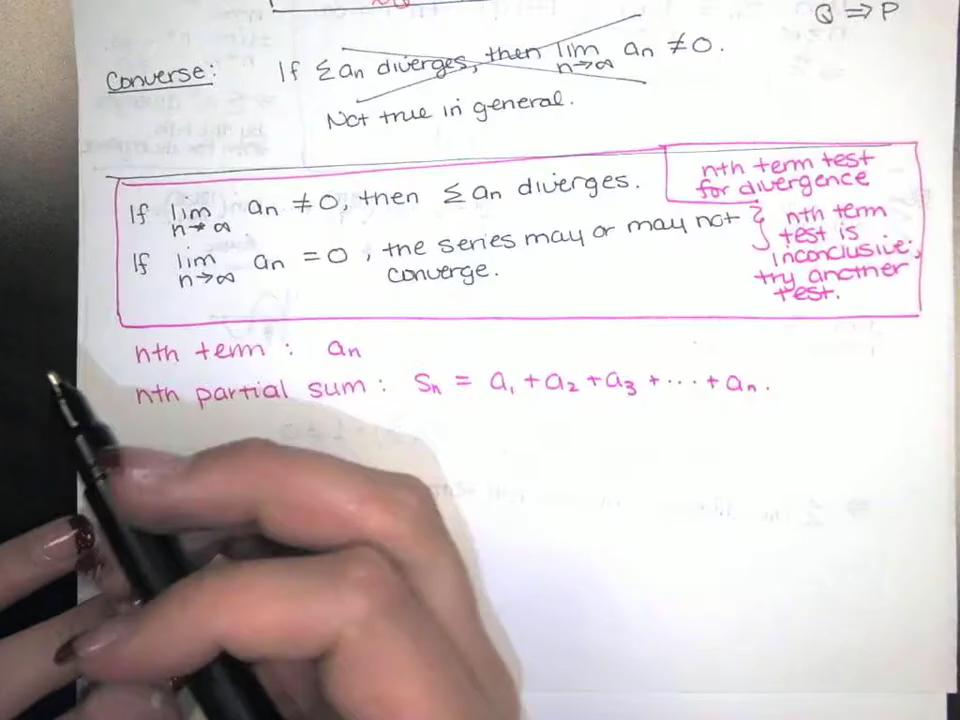 Q ⇒ P
Converse: If Σan diverges, then lim an ≠ 0.
n→∞
Not true in general.
nth term test
for divergence
If lim an ≠ 0, then Σan diverges.
n→∞
If lim an = 0, the series may or may not
n→∞ converge.
} nth term
test is
inconclusive;
try another
test.
nth term : an
nth partial sum : Sn = a1 + a2 + a3 + ... + an.